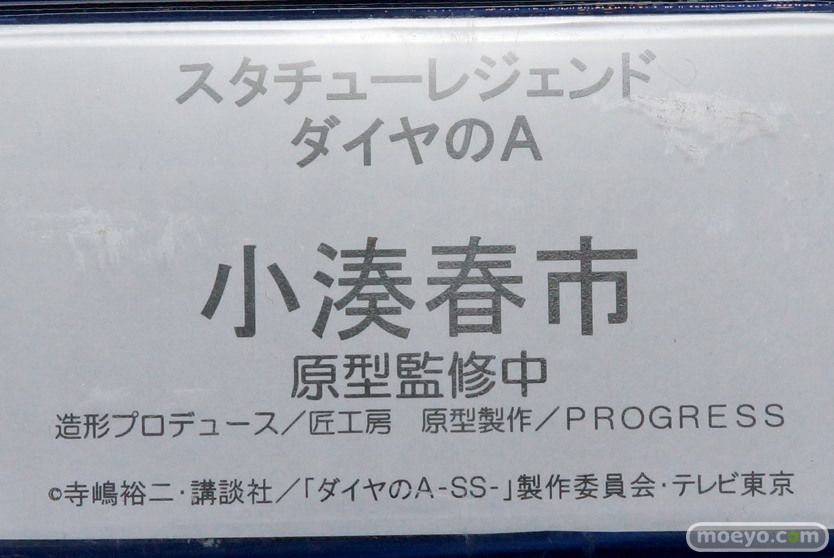 スタチューレジェンド
ダイヤのA
小湊春市
原型監修中
造形プロデュース／匠工房　原型製作／PROGRESS
©寺嶋裕二・講談社／「ダイヤのA-SS-」製作委員会・テレビ東京
moeyo.com